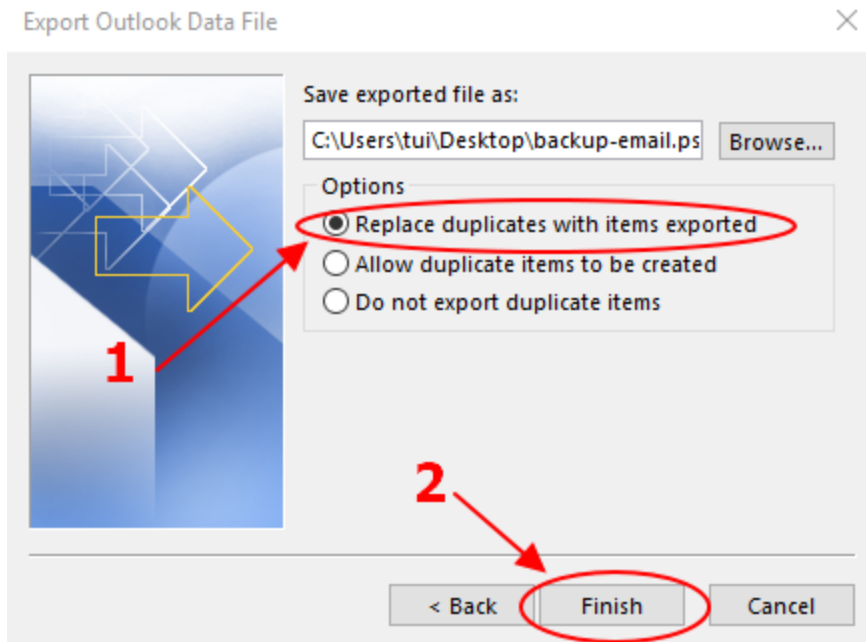 Export Outlook Data File
Save exported file as:
C:\Users\tui\Desktop\backup-email.ps
Browse...
Options
Replace duplicates with items exported
Allow duplicate items to be created
Do not export duplicate items
1
2
< Back
Finish
Cancel